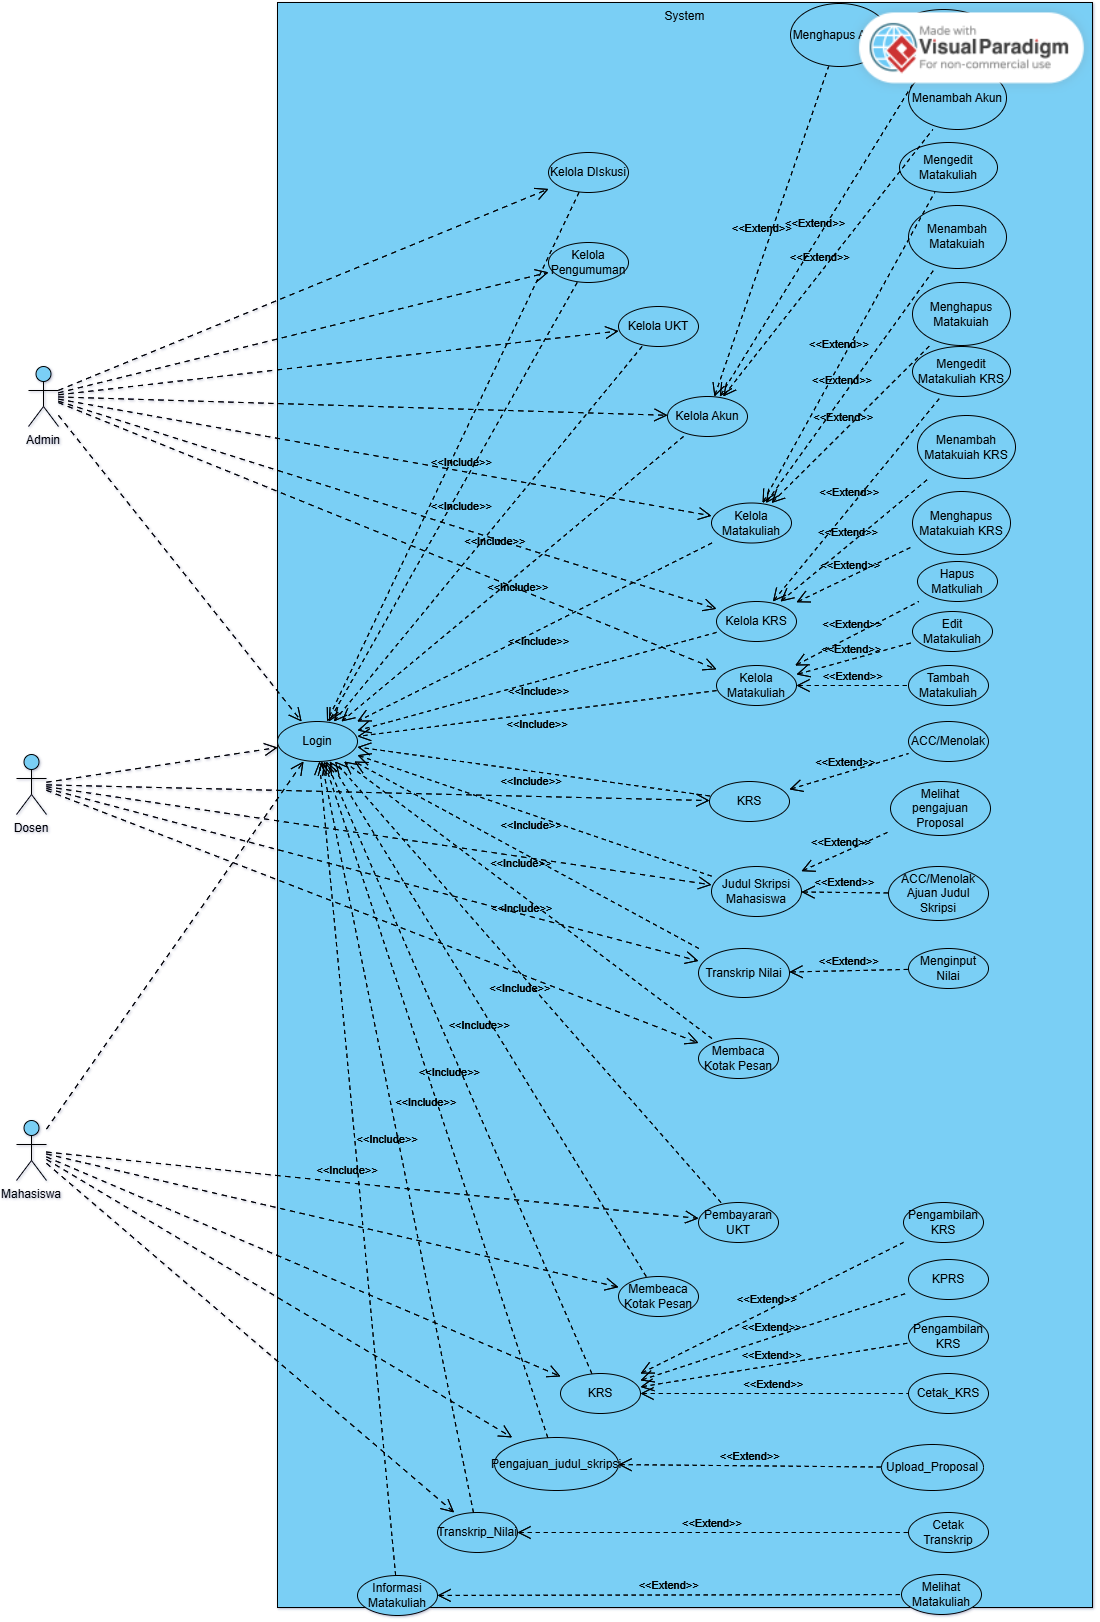 System
Made with
VisualParadigm
For non-commercial use
Menghapus
Menambah Akun
Kelola DIskusi
Mengedit
Matakuliah
<<Extend>>
<<Extend>>
<<Extend>>
Menambah
Matakuiah
Kelola
Pengumuman
Menghapus
Matakuiah
Kelola UKT
<<Extend>>
Mengedit
Matakuliah KRS
<<Extend>>
Admin
Kelola Akun
<<Extend>>
Menambah
Matakuiah KRS
<<Include>>
<<Extend>>
<<Include>>
Kelola
Matakuliah
Menghapus
Matakuiah KRS
<<Extend>>
<<Include>>
<<Extend>>
Hapus
Matkuliah
<<Include>>
Kelola KRS
<<Extend>>
Edit
Matakuliah
<<Include>>
<<Extend>>
Kelola
Matakuliah
<<Extend>>
Tambah
Matakuliah
<<Include>>
<<Include>>
Login
ACC/Menolak
<<Extend>>
<<Include>>
KRS
Melihat
pengajuan
Proposal
Dosen
<<Include>>
<<Extend>>
<<Include>>
Judul Skripsi
Mahasiswa
<<Extend>>
ACC/Menolak
Ajuan Judul
Skripsi
<<Include>>
Transkrip Nilai
<<Extend>>
Menginput
Nilai
<<Include>>
<<Include>>
Membaca
Kotak Pesan
<<Include>>
<<Include>>
<<Include>>
<<Include>>
Mahasiswa
Pembayaran
UKT
Pengambilan
KRS
KPRS
Membeaca
Kotak Pesan
<<Extend>>
<<Extend>>
Pengambilan
KRS
<<Extend>>
<<Extend>>
KRS
Cetak_KRS
Pengajuan_judul_skripsi
<<Extend>>
Upload_Proposal
Transkrip_Nilai
<<Extend>>
Cetak
Transkrip
Informasi
Matakuliah
<<Extend>>
Melihat
Matakuliah